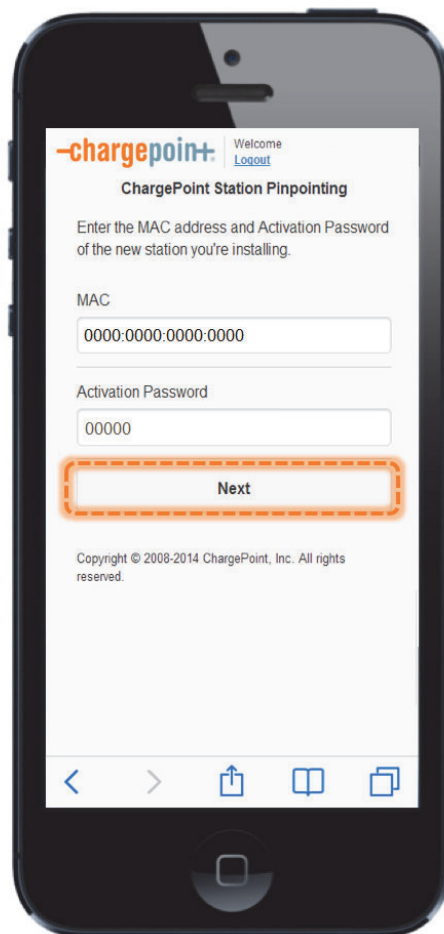 -chargepoint.
Welcome
Logout
ChargePoint Station Pinpointing
Enter the MAC address and Activation Password
of the new station you're installing.
MAC
0000:0000:0000:0000
Activation Password
00000
Next
Copyright © 2008-2014 ChargePoint, Inc. All rights
reserved.